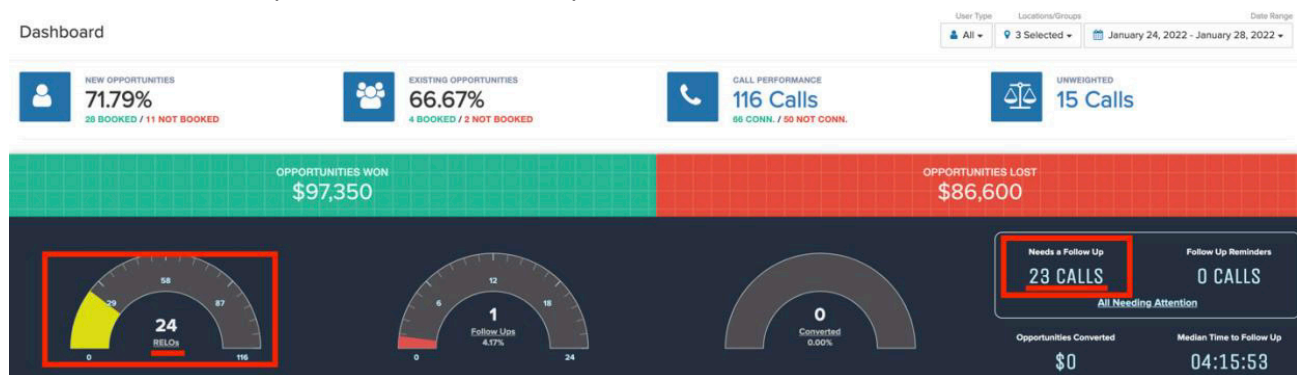 Dashboard
User Type
Locations/Groups
Date Range
All
3 Selected
January 24, 2022 - January 28, 2022
NEW OPPORTUNITIES
71.79%
28 BOOKED / 11 NOT BOOKED
EXISTING OPPORTUNITIES
66.67%
4 BOOKED / 2 NOT BOOKED
CALL PERFORMANCE
116 Calls
66 CONN. / 50 NOT CONN.
UNWEIGHTED
15 Calls
OPPORTUNITIES WON
$97,350
OPPORTUNITIES LOST
$86,600
58
29
87
24
RELOs
0
116
12
6
18
1
Follow Ups
4.17%
0
24
0
Converted
0.00%
Needs a Follow Up
23 CALLS
Follow Up Reminders
0 CALLS
All Needing Attention
Opportunities Converted
$0
Median Time to Follow Up
04:15:53